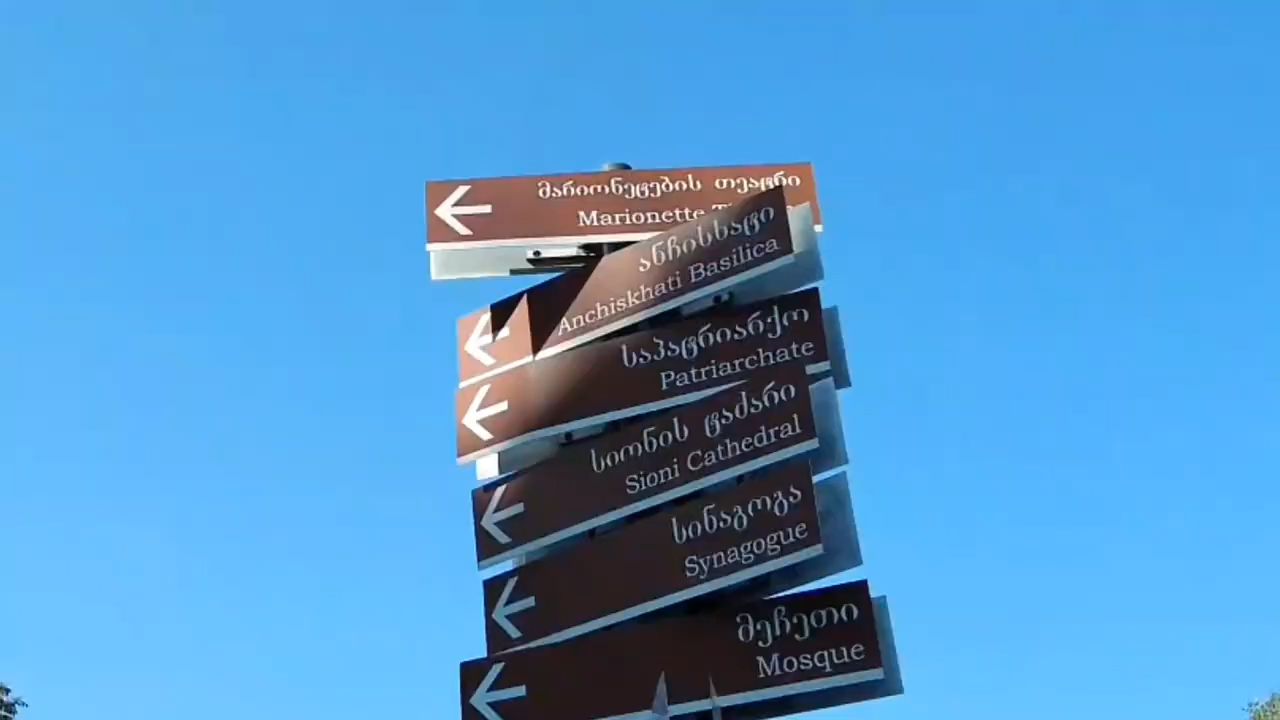 მარიონეტების თეატრი
Marionette
ანჩისხატი
Anchiskhati Basilica
საპატრიარქო
Patriarchate
სიონის ტაძარი
Sioni Cathedral
სინაგოგა
Synagogue
მეჩეთი
Mosque